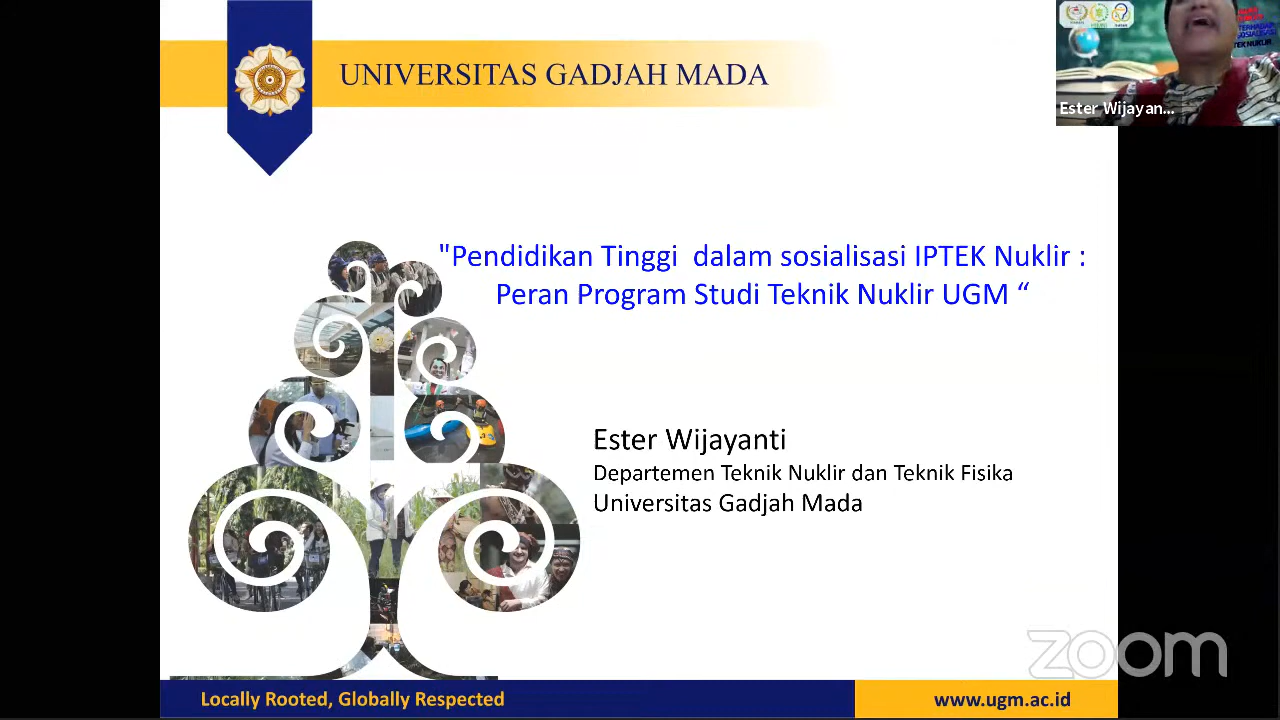 UNIVERSITAS GADJAH MADA
Ester Wijayan...
"Pendidikan Tinggi dalam sosialisasi IPTEK Nuklir :
Peran Program Studi Teknik Nuklir UGM “
Ester Wijayanti
Departemen Teknik Nuklir dan Teknik Fisika
Universitas Gadjah Mada
zoom
Locally Rooted, Globally Respected
www.ugm.ac.id